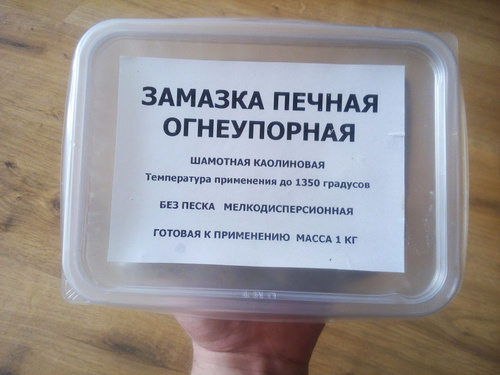 ЗАМАЗКА ПЕЧНАЯ
ОГНЕУПОРНАЯ
ШАМОТНАЯ КАОЛИНОВАЯ
Температура применения до 1350 градусов
БЕЗ ПЕСКА МЕЛКОДИСПЕРСИОННАЯ
ГОТОВАЯ К ПРИМЕНЕНИЮ МАССА 1 КГ